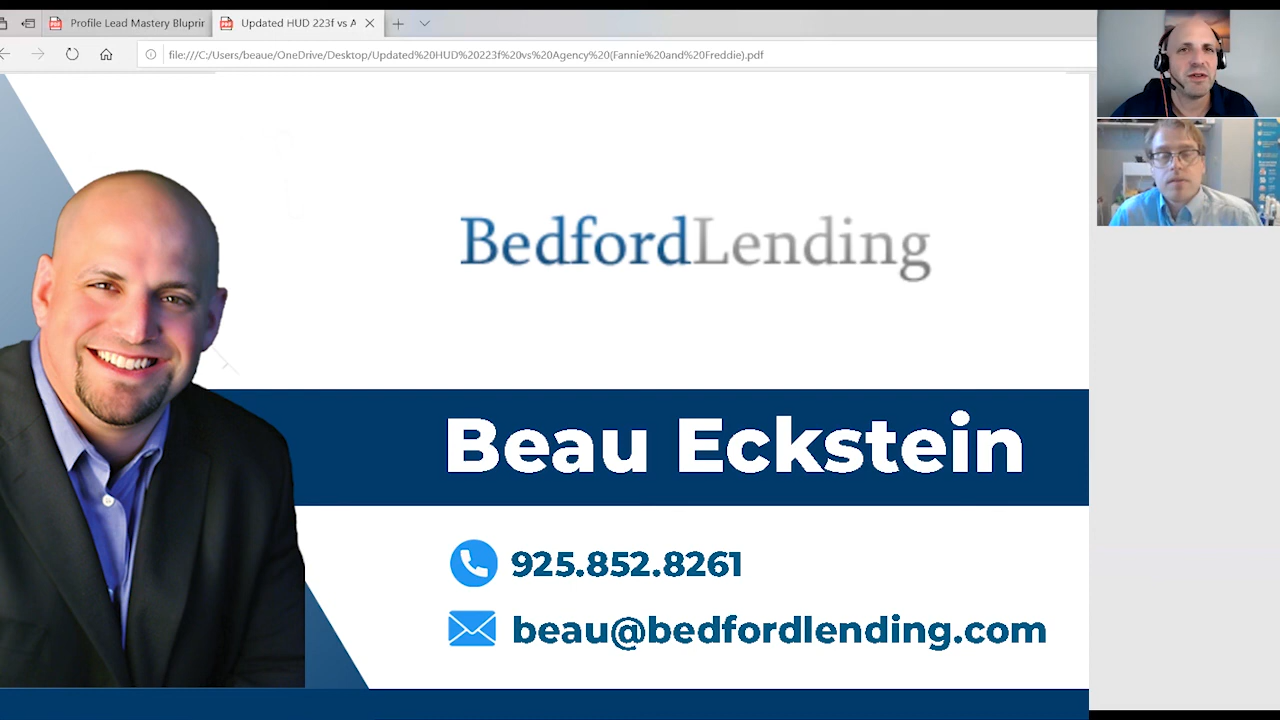 Profile Lead Mastery Bluprir
Updated HUD 223f vs A
file:///C:/Users/beaue/OneDrive/Desktop/Updated%20HUD%20223f%20vs%20Agency%20(Fannie%20and%20Freddie).pdf
BedfordLending
Beau Eckstein
925.852.8261
beau@bedfordlending.com